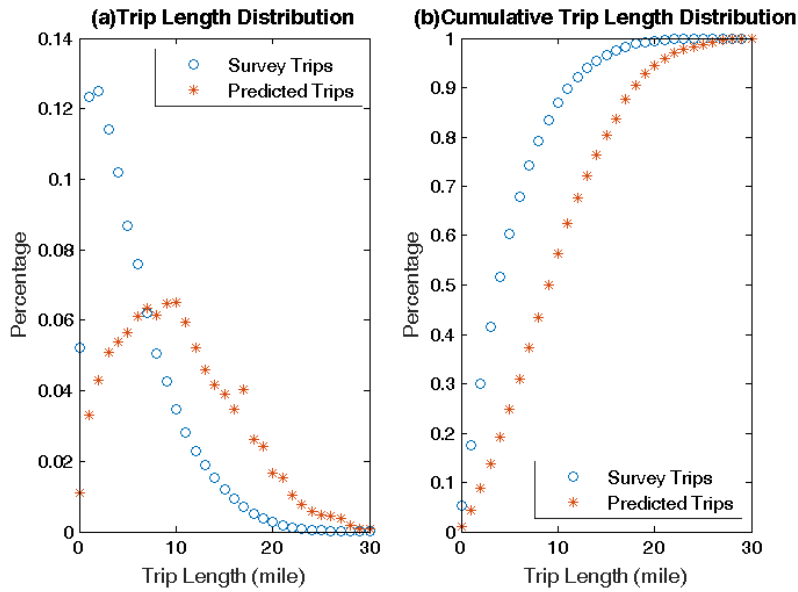 (a)Trip Length Distribution
0.14
0.12
0.1
0.08
0.06
0.04
0.02
0
Percentage
Survey Trips
Predicted Trips
0 10 20 30
Trip Length (mile)
(b)Cumulative Trip Length Distribution
1
0.9
0.8
0.7
0.6
0.5
0.4
0.3
0.2
0.1
0
Percentage
Survey Trips
Predicted Trips
0 10 20 30
Trip Length (mile)